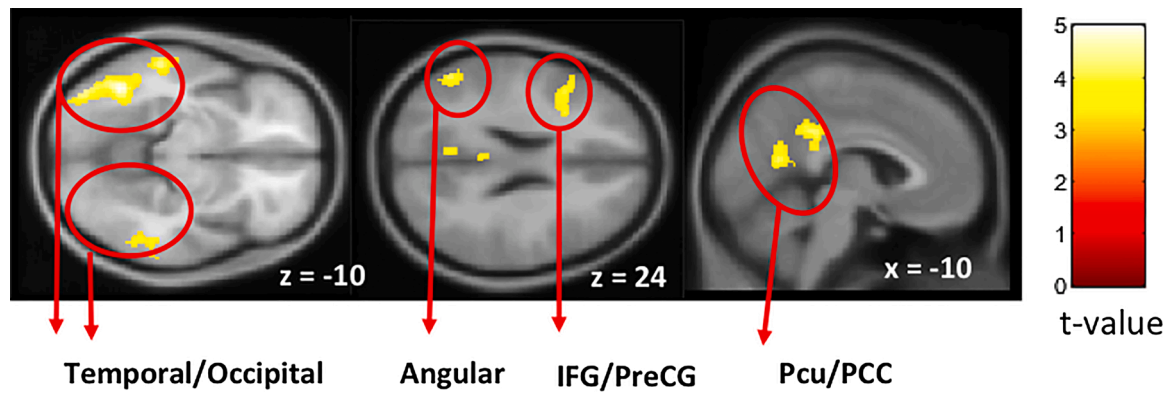 z = -10
z = 24
x = -10
5
4
3
2
1
0
t-value
Temporal/Occipital
Angular
IFG/PreCG
Pcu/PCC